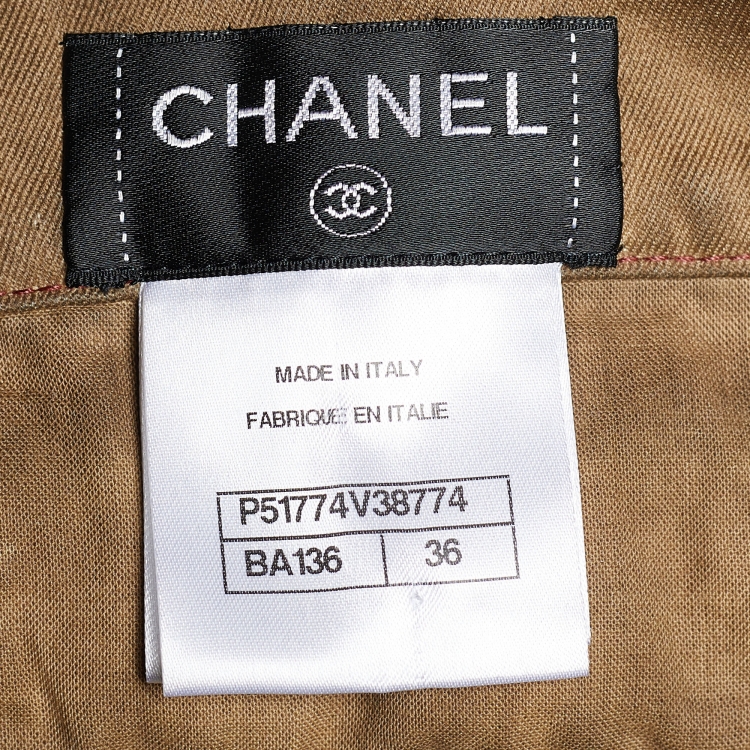 CHANEL
MADE IN ITALY
FABRIQUE EN ITALIE
P51774V38774
BA136 36